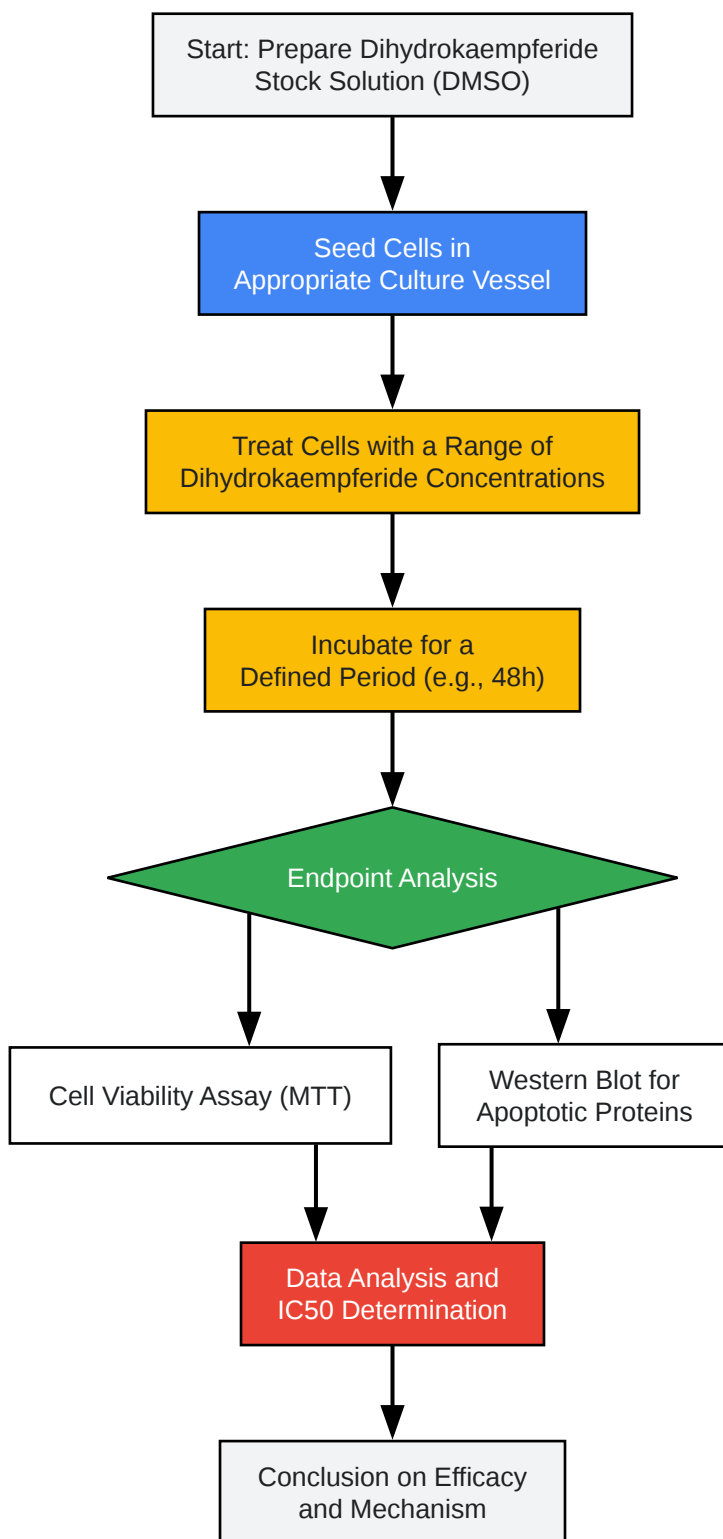 Start: Prepare Dihydrokaempferide
Stock Solution (DMSO)
Seed Cells in
Appropriate Culture Vessel
Treat Cells with a Range of
Dihydrokaempferide Concentrations
Incubate for a
Defined Period (e.g., 48h)
Endpoint Analysis
Cell Viability Assay (MTT)
Western Blot for
Apoptotic Proteins
Data Analysis and
IC50 Determination
Conclusion on Efficacy
and Mechanism